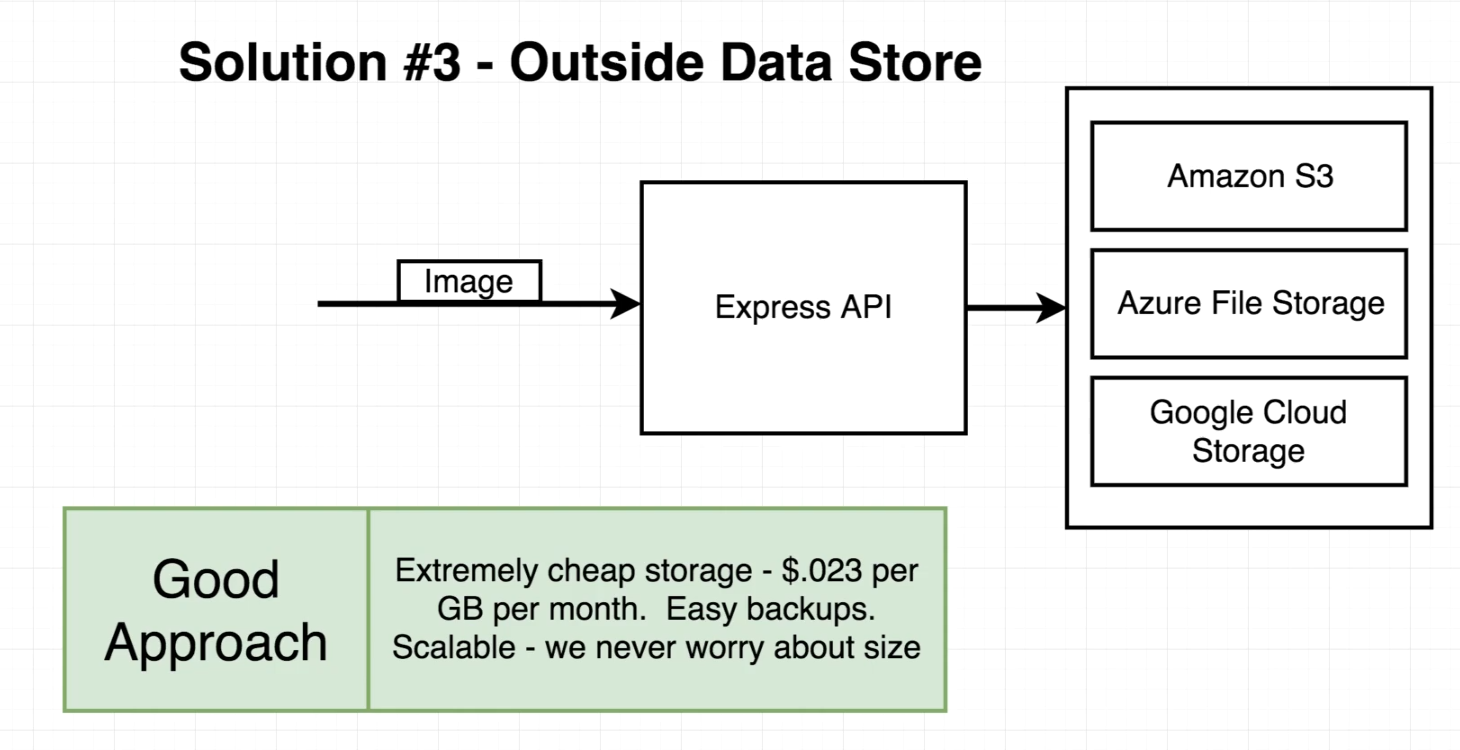 Solution #3 - Outside Data Store
Amazon S3
Image
Express API
Azure File Storage
Google Cloud
Storage
Good
Approach
Extremely cheap storage - $.023 per
GB per month.  Easy backups.
Scalable - we never worry about size